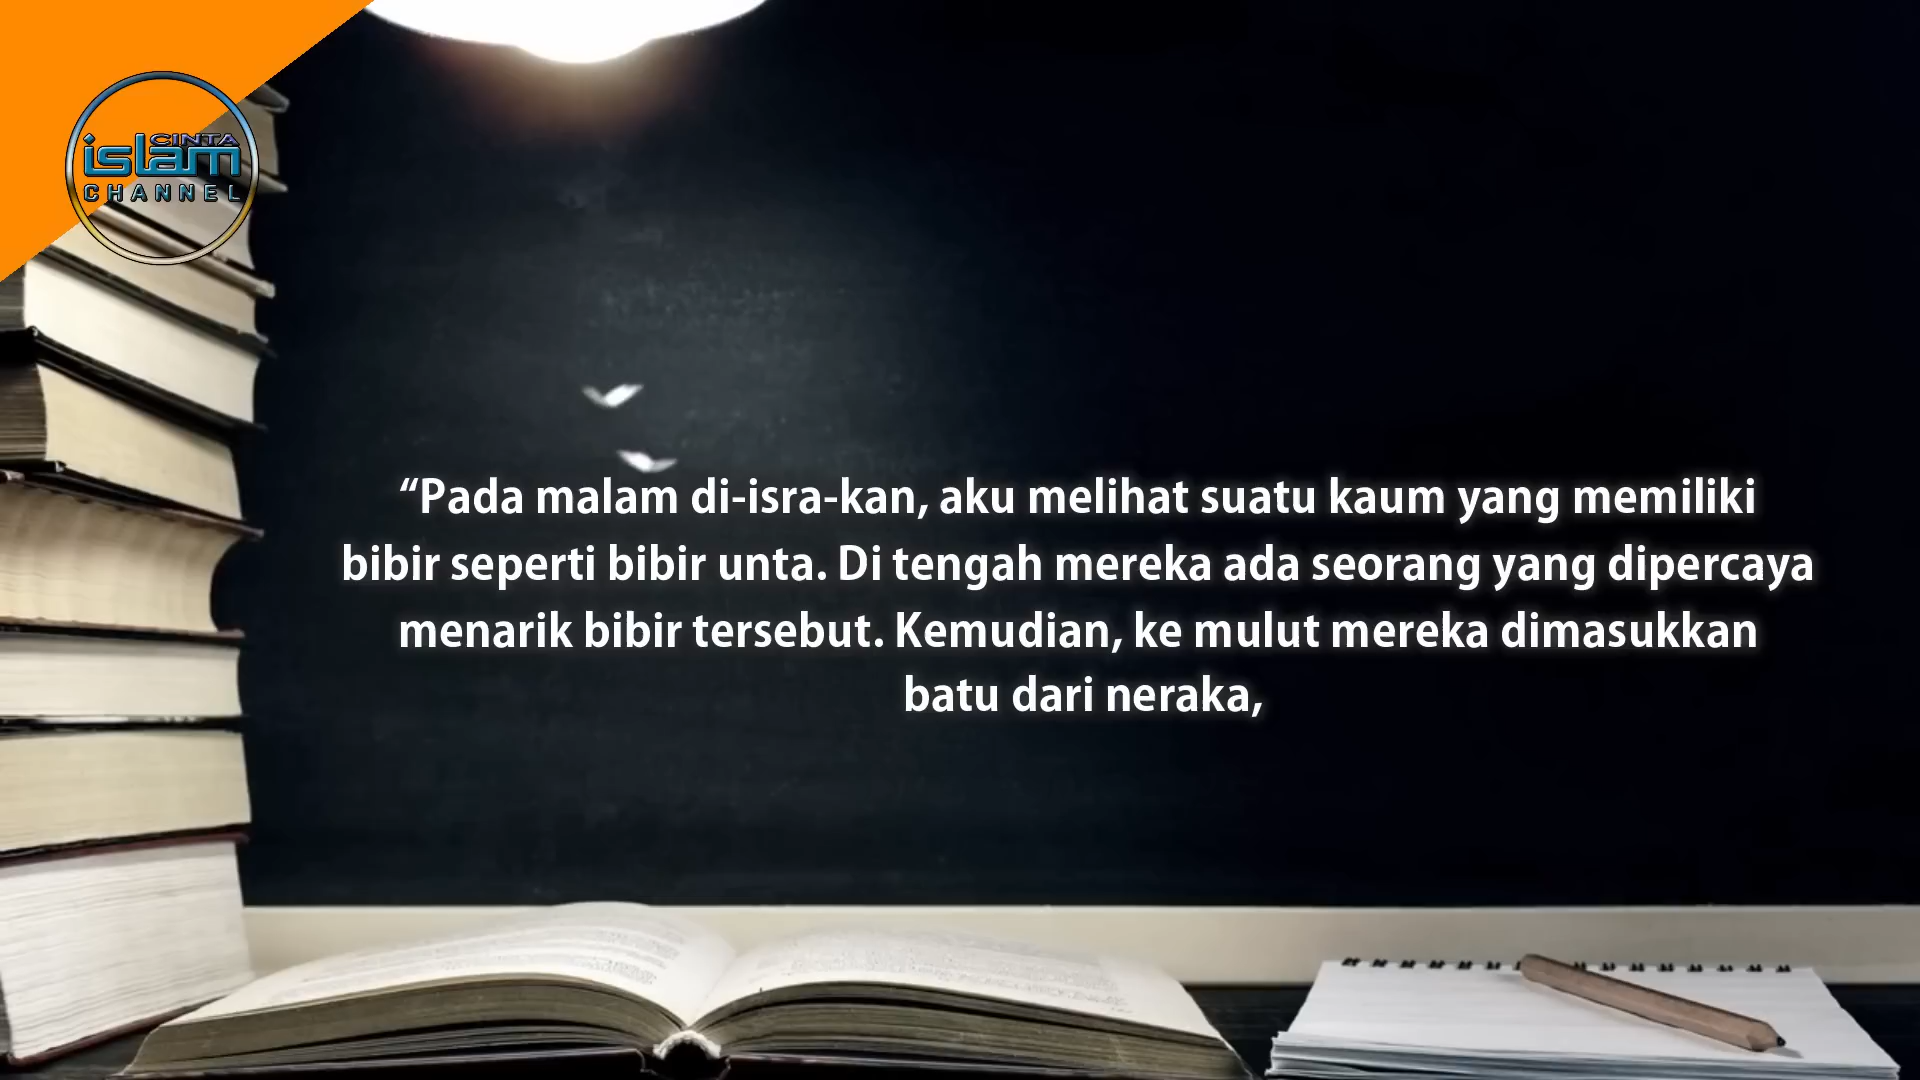 CINTA
islam
CHANNEL
“Pada malam di-isra-kan, aku melihat suatu kaum yang memiliki
bibir seperti bibir unta. Di tengah mereka ada seorang yang dipercaya
menarik bibir tersebut. Kemudian, ke mulut mereka dimasukkan
batu dari neraka,